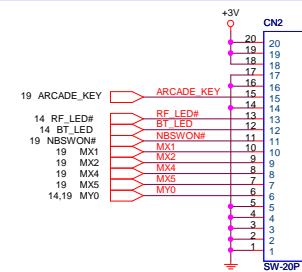 +3V
CN2
20 20
19 19
18 18
17 17
16 16
19 ARCADE_KEY ARCADE_KEY 15 15
14 14
14 RF_LED# RF_LED# 13 13
14 BT_LED BT_LED 12 12
19 NBSWON# NBSWON# 11 11
19 MX1 MX1 10 10
19 MX2 MX2 9 9
19 MX4 MX4 8 8
19 MX5 MX5 7 7
14,19 MY0 MY0 6 6
5 5
4 4
3 3
2 2
1 1
SW-20P